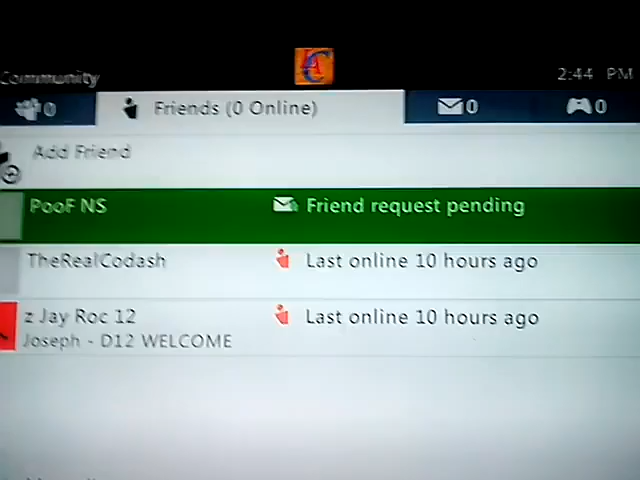 Community
2:44 PM
0
Friends (0 Online)
0
0
Add Friend
PooF NS
Friend request pending
TheRealCodash
Last online 10 hours ago
z Jay Roc 12
Last online 10 hours ago
Joseph - D12 WELCOME